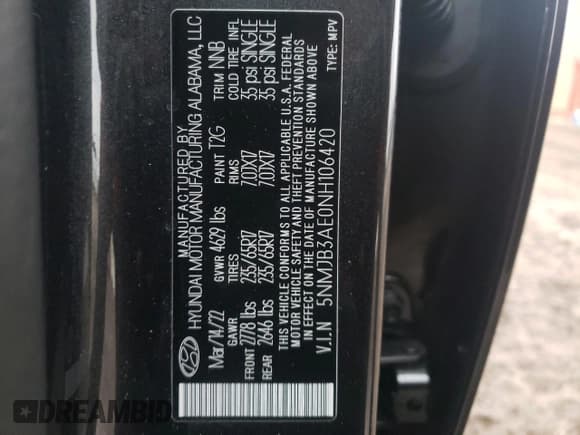 MANUFACTURED BY
HYUNDAI MOTOR MANUFACTURING ALABAMA, LLC
Mar/14/22 GVWR 4629 lbs PAINT T2G TRIM NNB
GAWR TIRES RIMS COLD TIRE INFL
FRONT 2778 lbs 235/65R17 7.0JX17 35 psi SINGLE
REAR 2646 lbs 235/65R17 7.0JX17 35 psi SINGLE
THIS VEHICLE CONFORMS TO ALL APPLICABLE U.S.A. FEDERAL
MOTOR VEHICLE SAFETY AND THEFT PREVENTION STANDARDS
IN EFFECT ON THE DATE OF MANUFACTURE SHOWN ABOVE
V.I.N 5NMJB3AE0NH106420 TYPE: MPV
DREAMBID